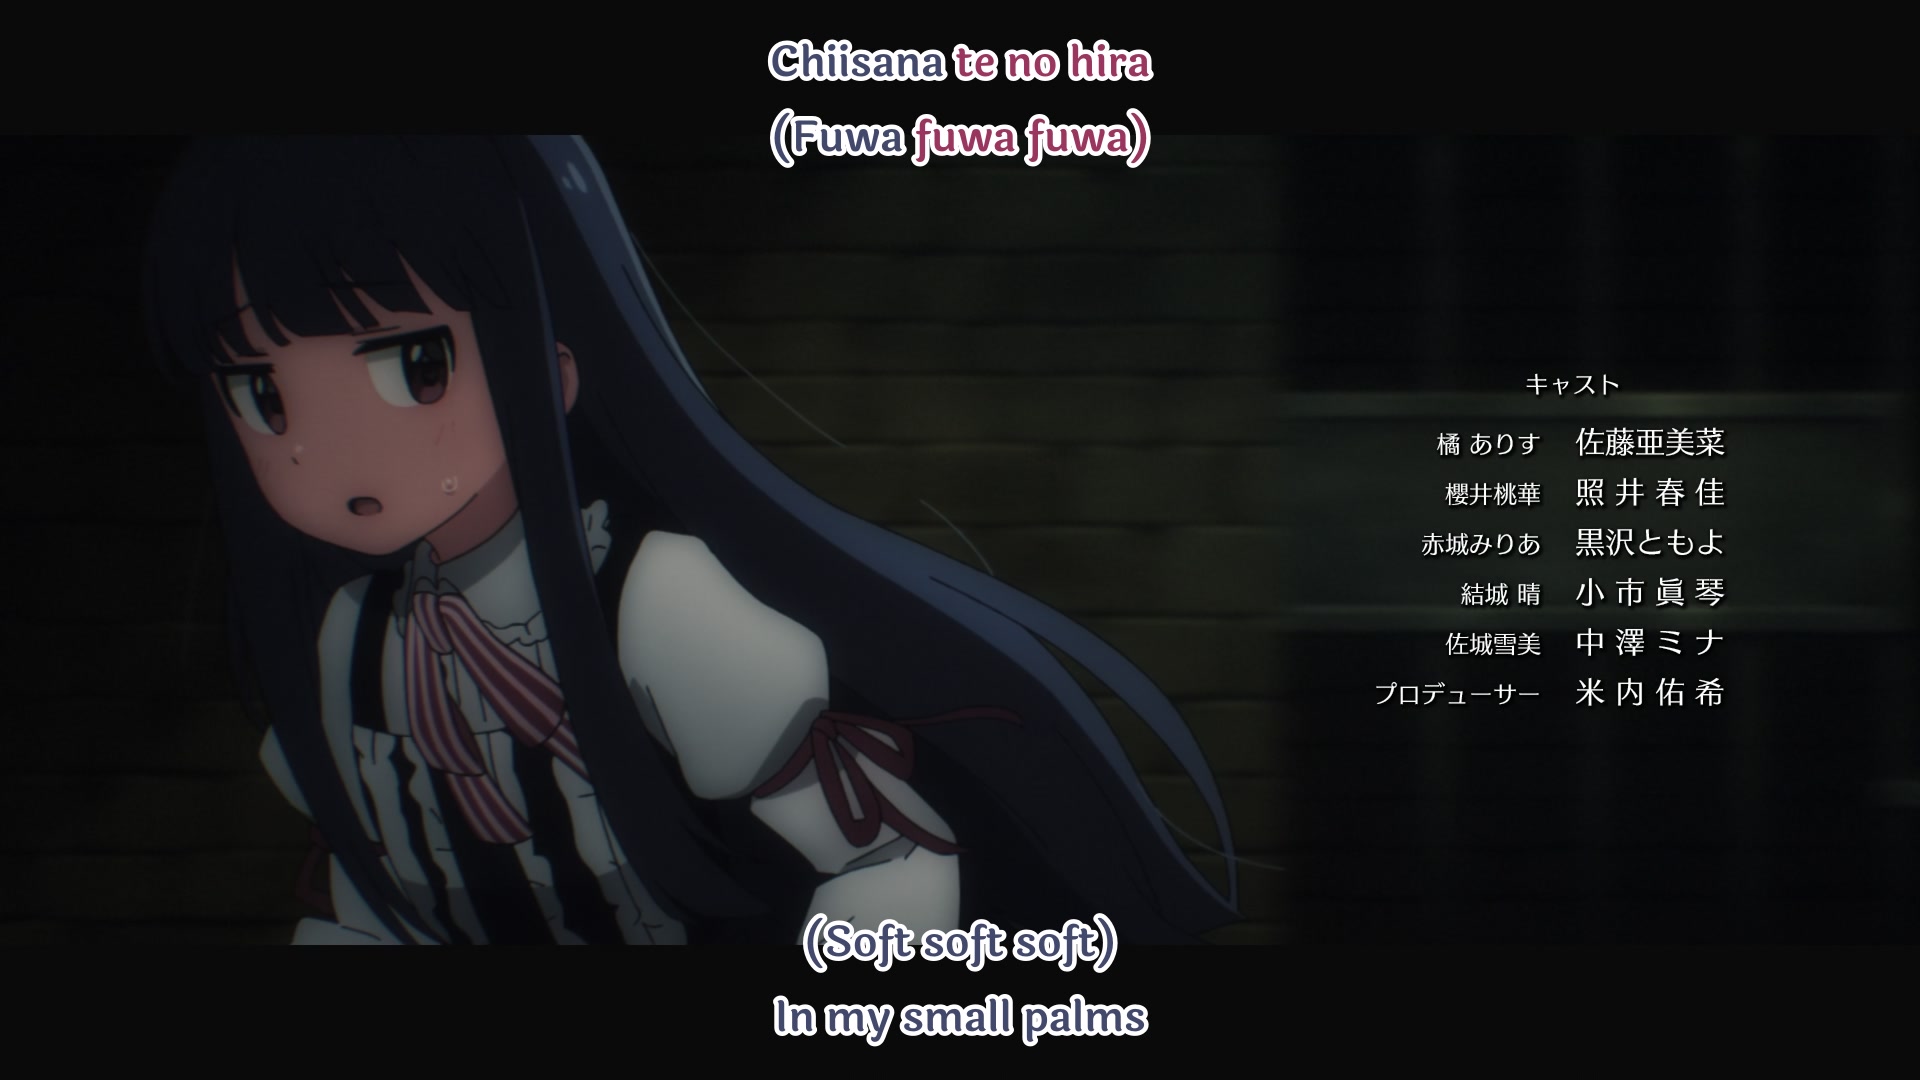 Chiisana te no hira
(Fuwa fuwa fuwa)
キャスト
橘 ありす 佐藤亜美菜
櫻井桃華 照井春佳
赤城みりあ 黒沢ともよ
結城 晴 小市眞琴
佐城雪美 中澤ミナ
プロデューサー 米内佑希
(Soft soft soft)
In my small palms